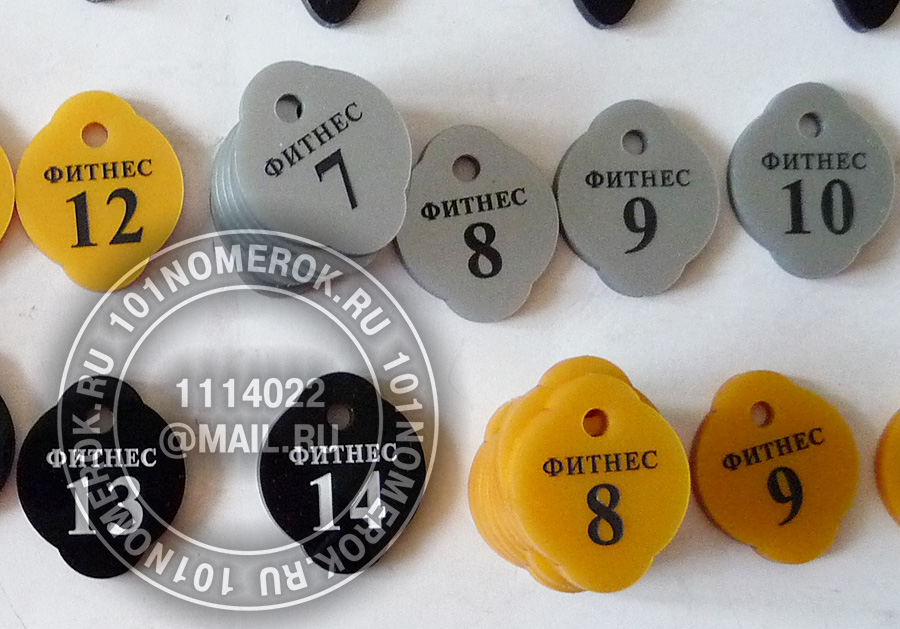 ФИТНЕС
12
ФИТНЕС
7
ФИТНЕС
8
ФИТНЕС
9
ФИТНЕС
10
101NOMEROK.RU 101NOMEROK.RU 101NOMEROK.RU
1114022
@MAIL.RU
ФИТНЕС
13
ФИТНЕС
14
ФИТНЕС
8
ФИТНЕС
9